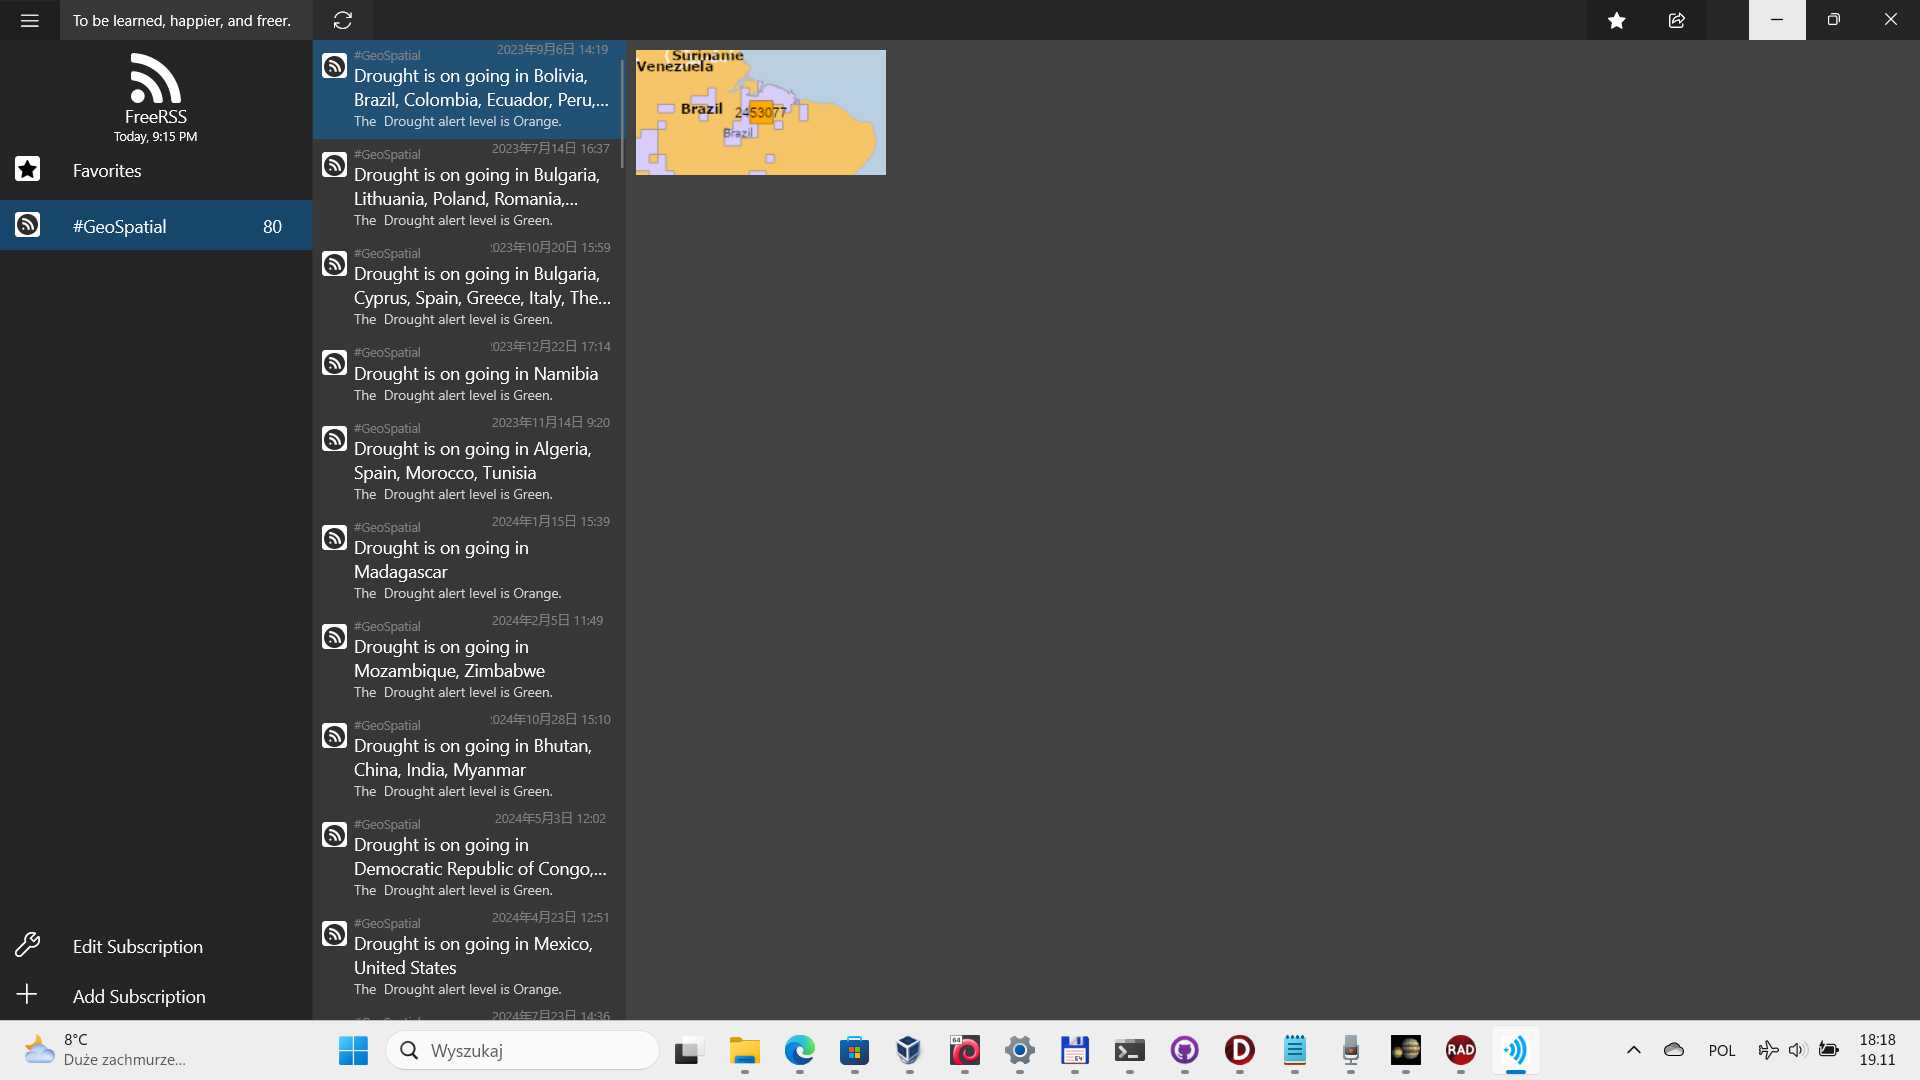 To be learned, happier, and freer.
FreeRSS
Today, 9:15 PM
Favorites
#GeoSpatial 80
Edit Subscription
Add Subscription
#GeoSpatial 2023年9月6日 14:19
Drought is on going in Bolivia,
Brazil, Colombia, Ecuador, Peru,...
The Drought alert level is Orange.
#GeoSpatial 2023年7月14日 16:37
Drought is on going in Bulgaria,
Lithuania, Poland, Romania,...
The Drought alert level is Green.
#GeoSpatial 2023年10月20日 15:59
Drought is on going in Bulgaria,
Cyprus, Spain, Greece, Italy, The...
The Drought alert level is Green.
#GeoSpatial 2023年12月22日 17:14
Drought is on going in Namibia
The Drought alert level is Green.
#GeoSpatial 2023年11月14日 9:20
Drought is on going in Algeria,
Spain, Morocco, Tunisia
The Drought alert level is Green.
#GeoSpatial 2024年1月15日 15:39
Drought is on going in
Madagascar
The Drought alert level is Orange.
#GeoSpatial 2024年2月5日 11:49
Drought is on going in
Mozambique, Zimbabwe
The Drought alert level is Green.
#GeoSpatial 2024年10月28日 15:10
Drought is on going in Bhutan,
China, India, Myanmar
The Drought alert level is Green.
#GeoSpatial 2024年5月3日 12:02
Drought is on going in
Democratic Republic of Congo,...
The Drought alert level is Green.
#GeoSpatial 2024年4月23日 12:51
Drought is on going in Mexico,
United States
The Drought alert level is Orange.
2024年7月23日 14:36
Suriname
Venezuela
Brazil 2453077
Brazil
8°C
Duże zachmurze...
Wyszukaj
64
64
D
RAD
POL
18:18
19.11